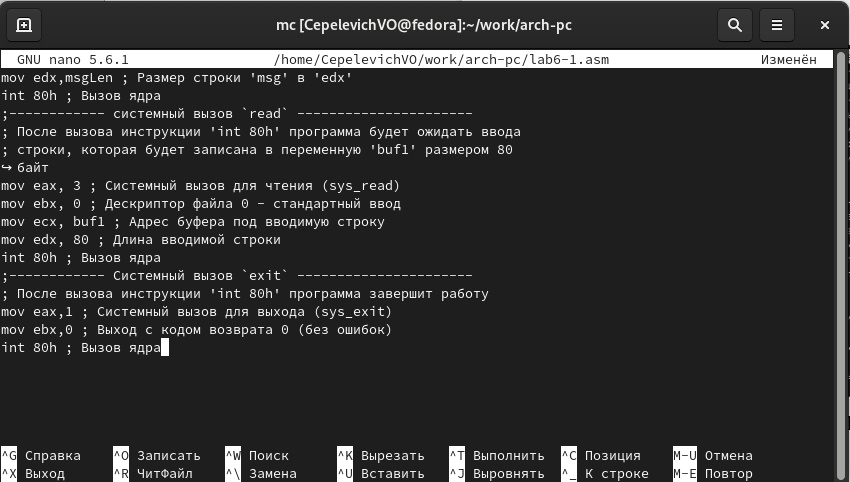 mc [CepelevichVO@fedora]:~/work/arch-pc
GNU nano 5.6.1 /home/CepelevichVO/work/arch-pc/lab6-1.asm Изменён
mov edx,msgLen ; Размер строки 'msg' в 'edx'
int 80h ; Вызов ядра
;------------ системный вызов `read` ----------------------
; После вызова инструкции 'int 80h' программа будет ожидать ввода
; строки, которая будет записана в переменную 'buf1' размером 80
↪ байт
mov eax, 3 ; Системный вызов для чтения (sys_read)
mov ebx, 0 ; Дескриптор файла 0 - стандартный ввод
mov ecx, buf1 ; Адрес буфера под вводимую строку
mov edx, 80 ; Длина вводимой строки
int 80h ; Вызов ядра
;------------ Системный вызов `exit` ----------------------
; После вызова инструкции 'int 80h' программа завершит работу
mov eax,1 ; Системный вызов для выхода (sys_exit)
mov ebx,0 ; Выход с кодом возврата 0 (без ошибок)
int 80h ; Вызов ядра
^G Справка ^O Записать ^W Поиск ^K Вырезать ^T Выполнить ^C Позиция M-U Отмена
^X Выход ^R ЧитФайл ^\ Замена ^U Вставить ^J Выровнять ^_ К строке M-E Повтор